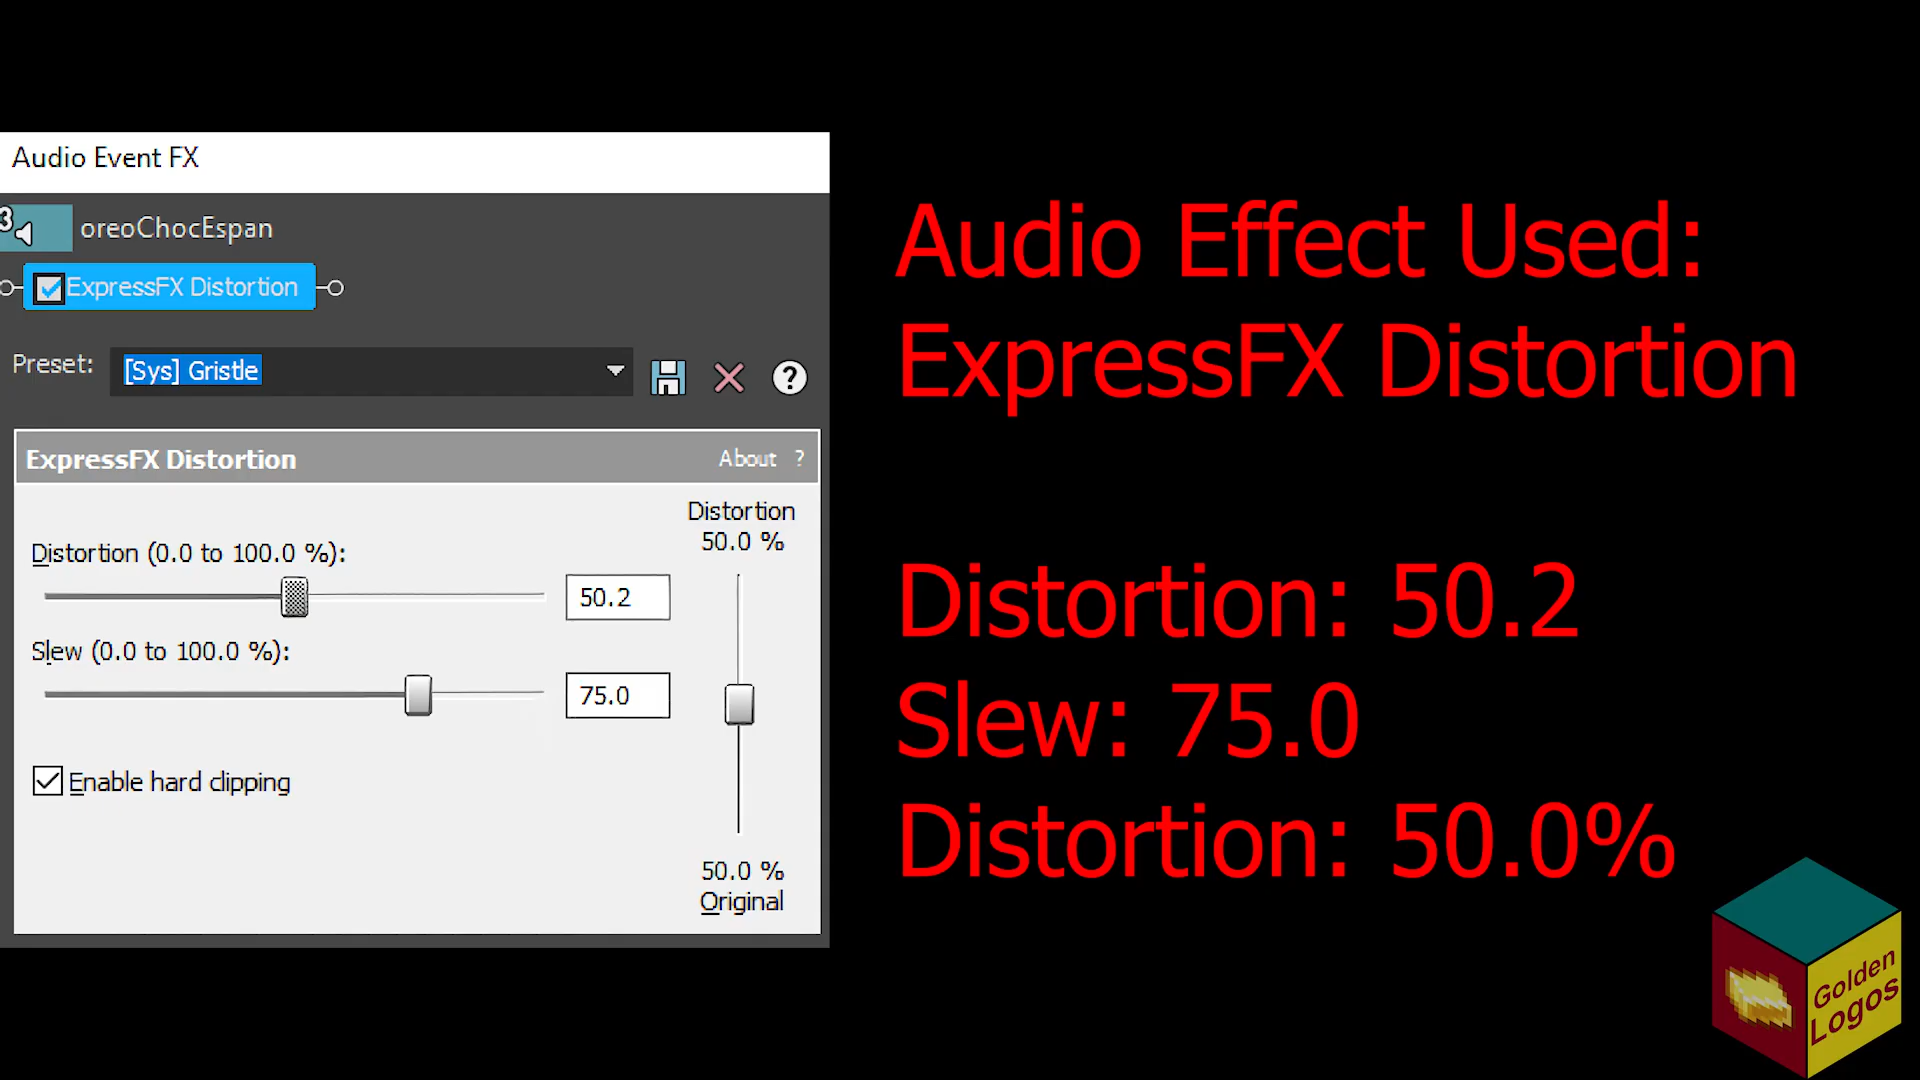 Audio Event FX
3
oreoChocEspan
ExpressFX Distortion
Preset:
[Sys] Gristle
?
ExpressFX Distortion
About ?
Distortion
50.0 %
Distortion (0.0 to 100.0 %):
50.2
Slew (0.0 to 100.0 %):
75.0
Enable hard clipping
50.0 %
Original
Audio Effect Used:
ExpressFX Distortion
Distortion: 50.2
Slew: 75.0
Distortion: 50.0%
Golden
Logos